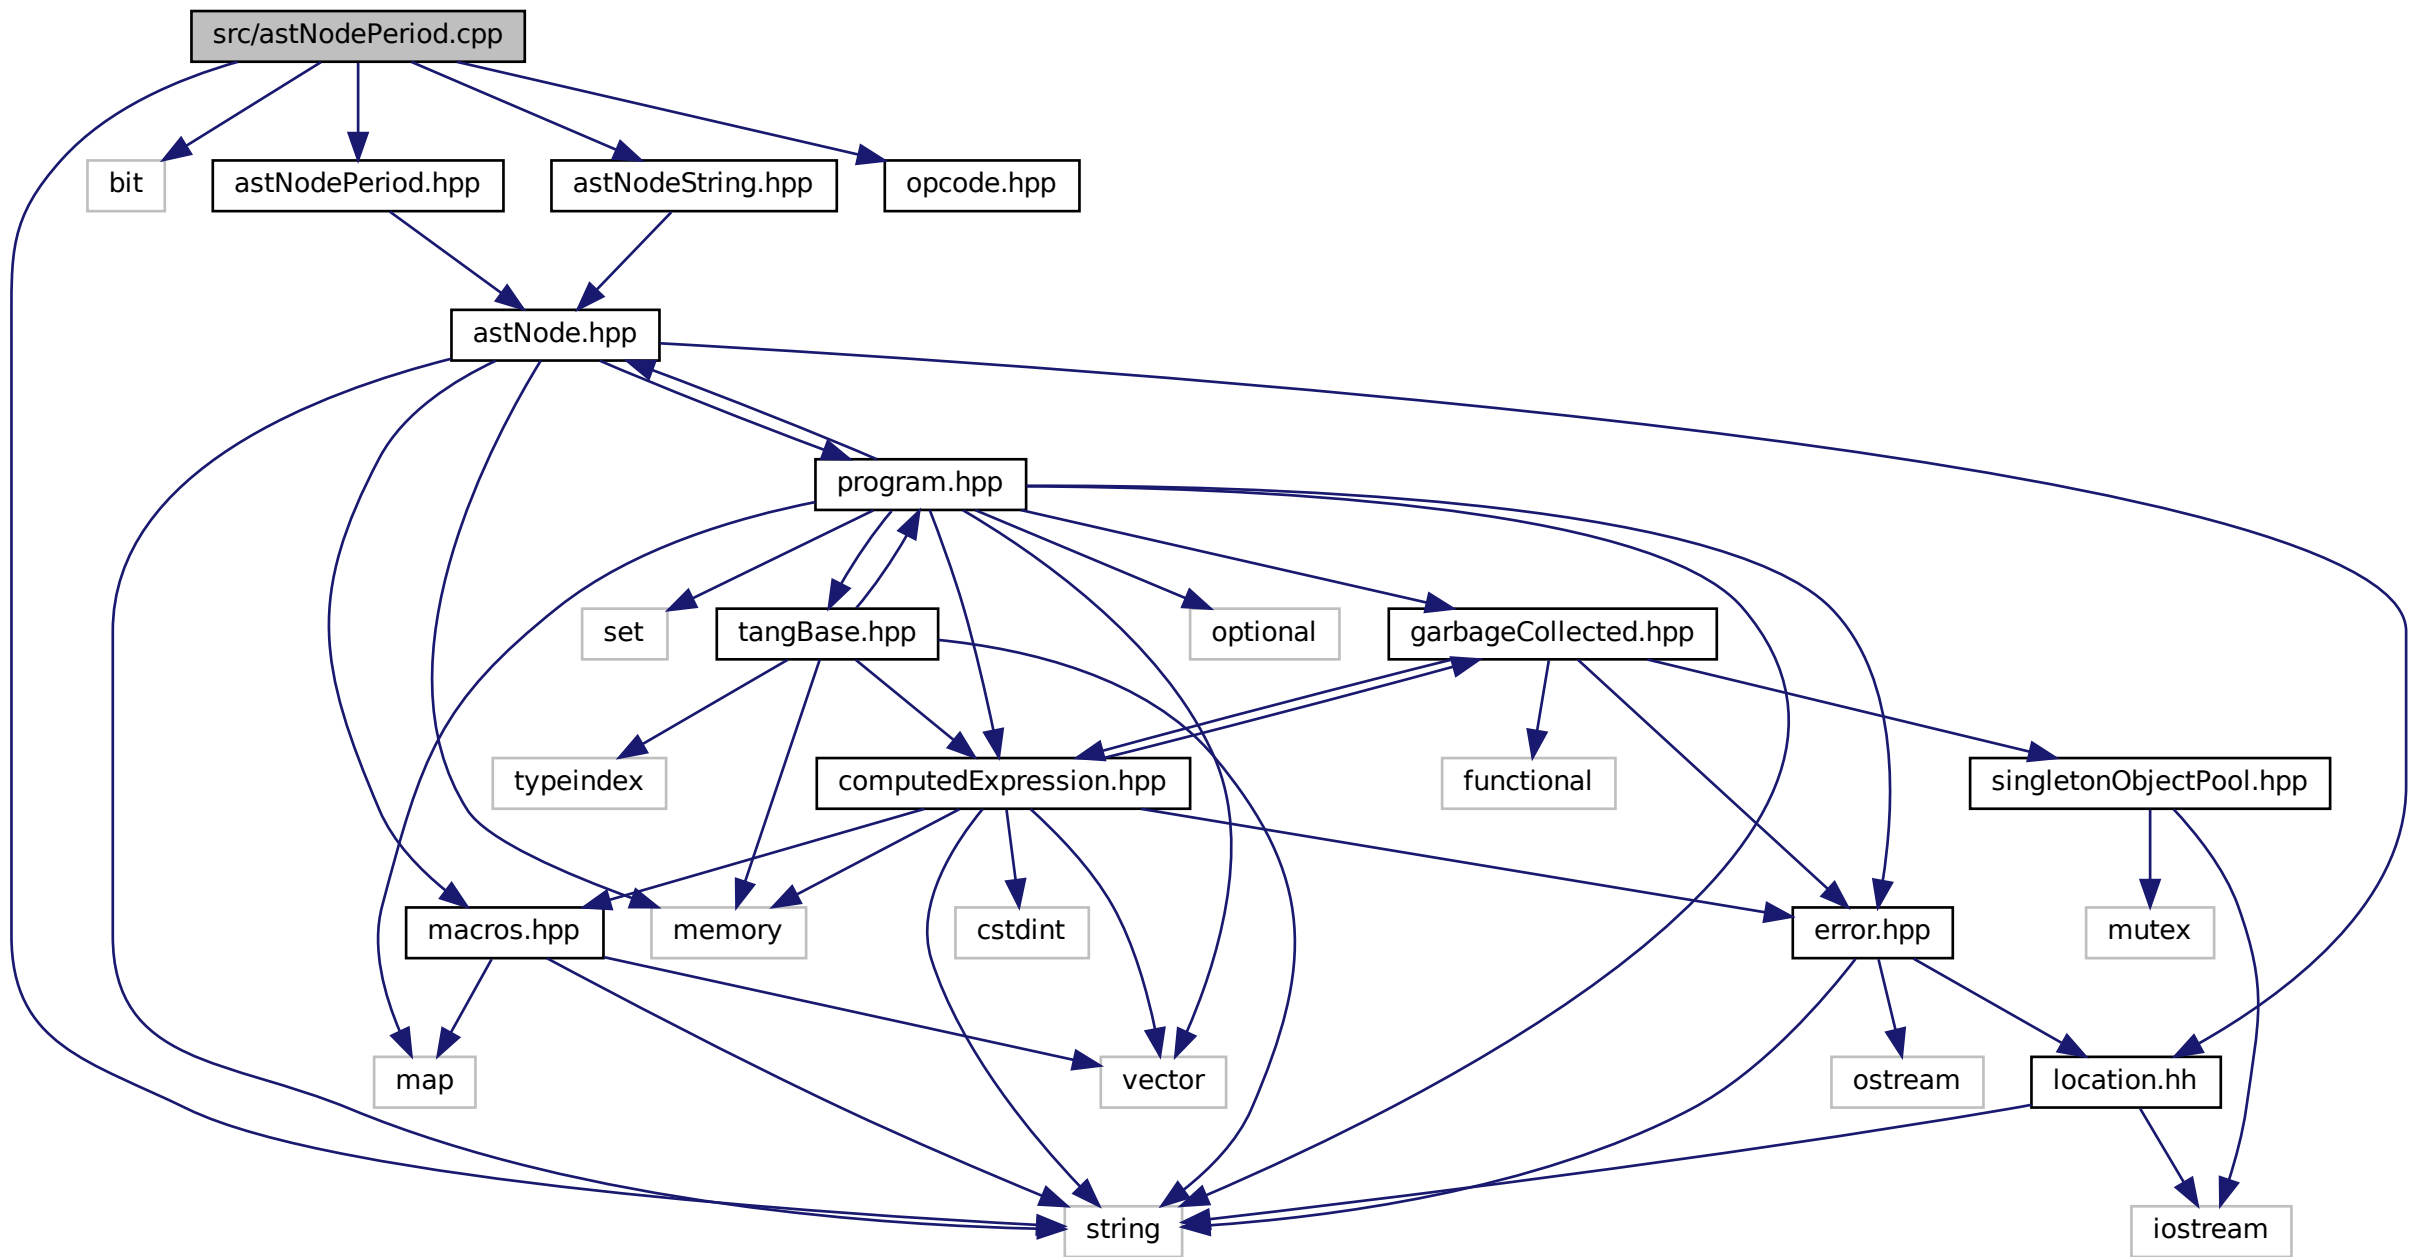 src/astNodePeriod.cpp
bit
astNodePeriod.hpp
astNodeString.hpp
opcode.hpp
astNode.hpp
program.hpp
set
tangBase.hpp
optional
garbageCollected.hpp
typeindex
computedExpression.hpp
functional
singletonObjectPool.hpp
macros.hpp
memory
cstdint
error.hpp
mutex
map
vector
ostream
location.hh
string
iostream